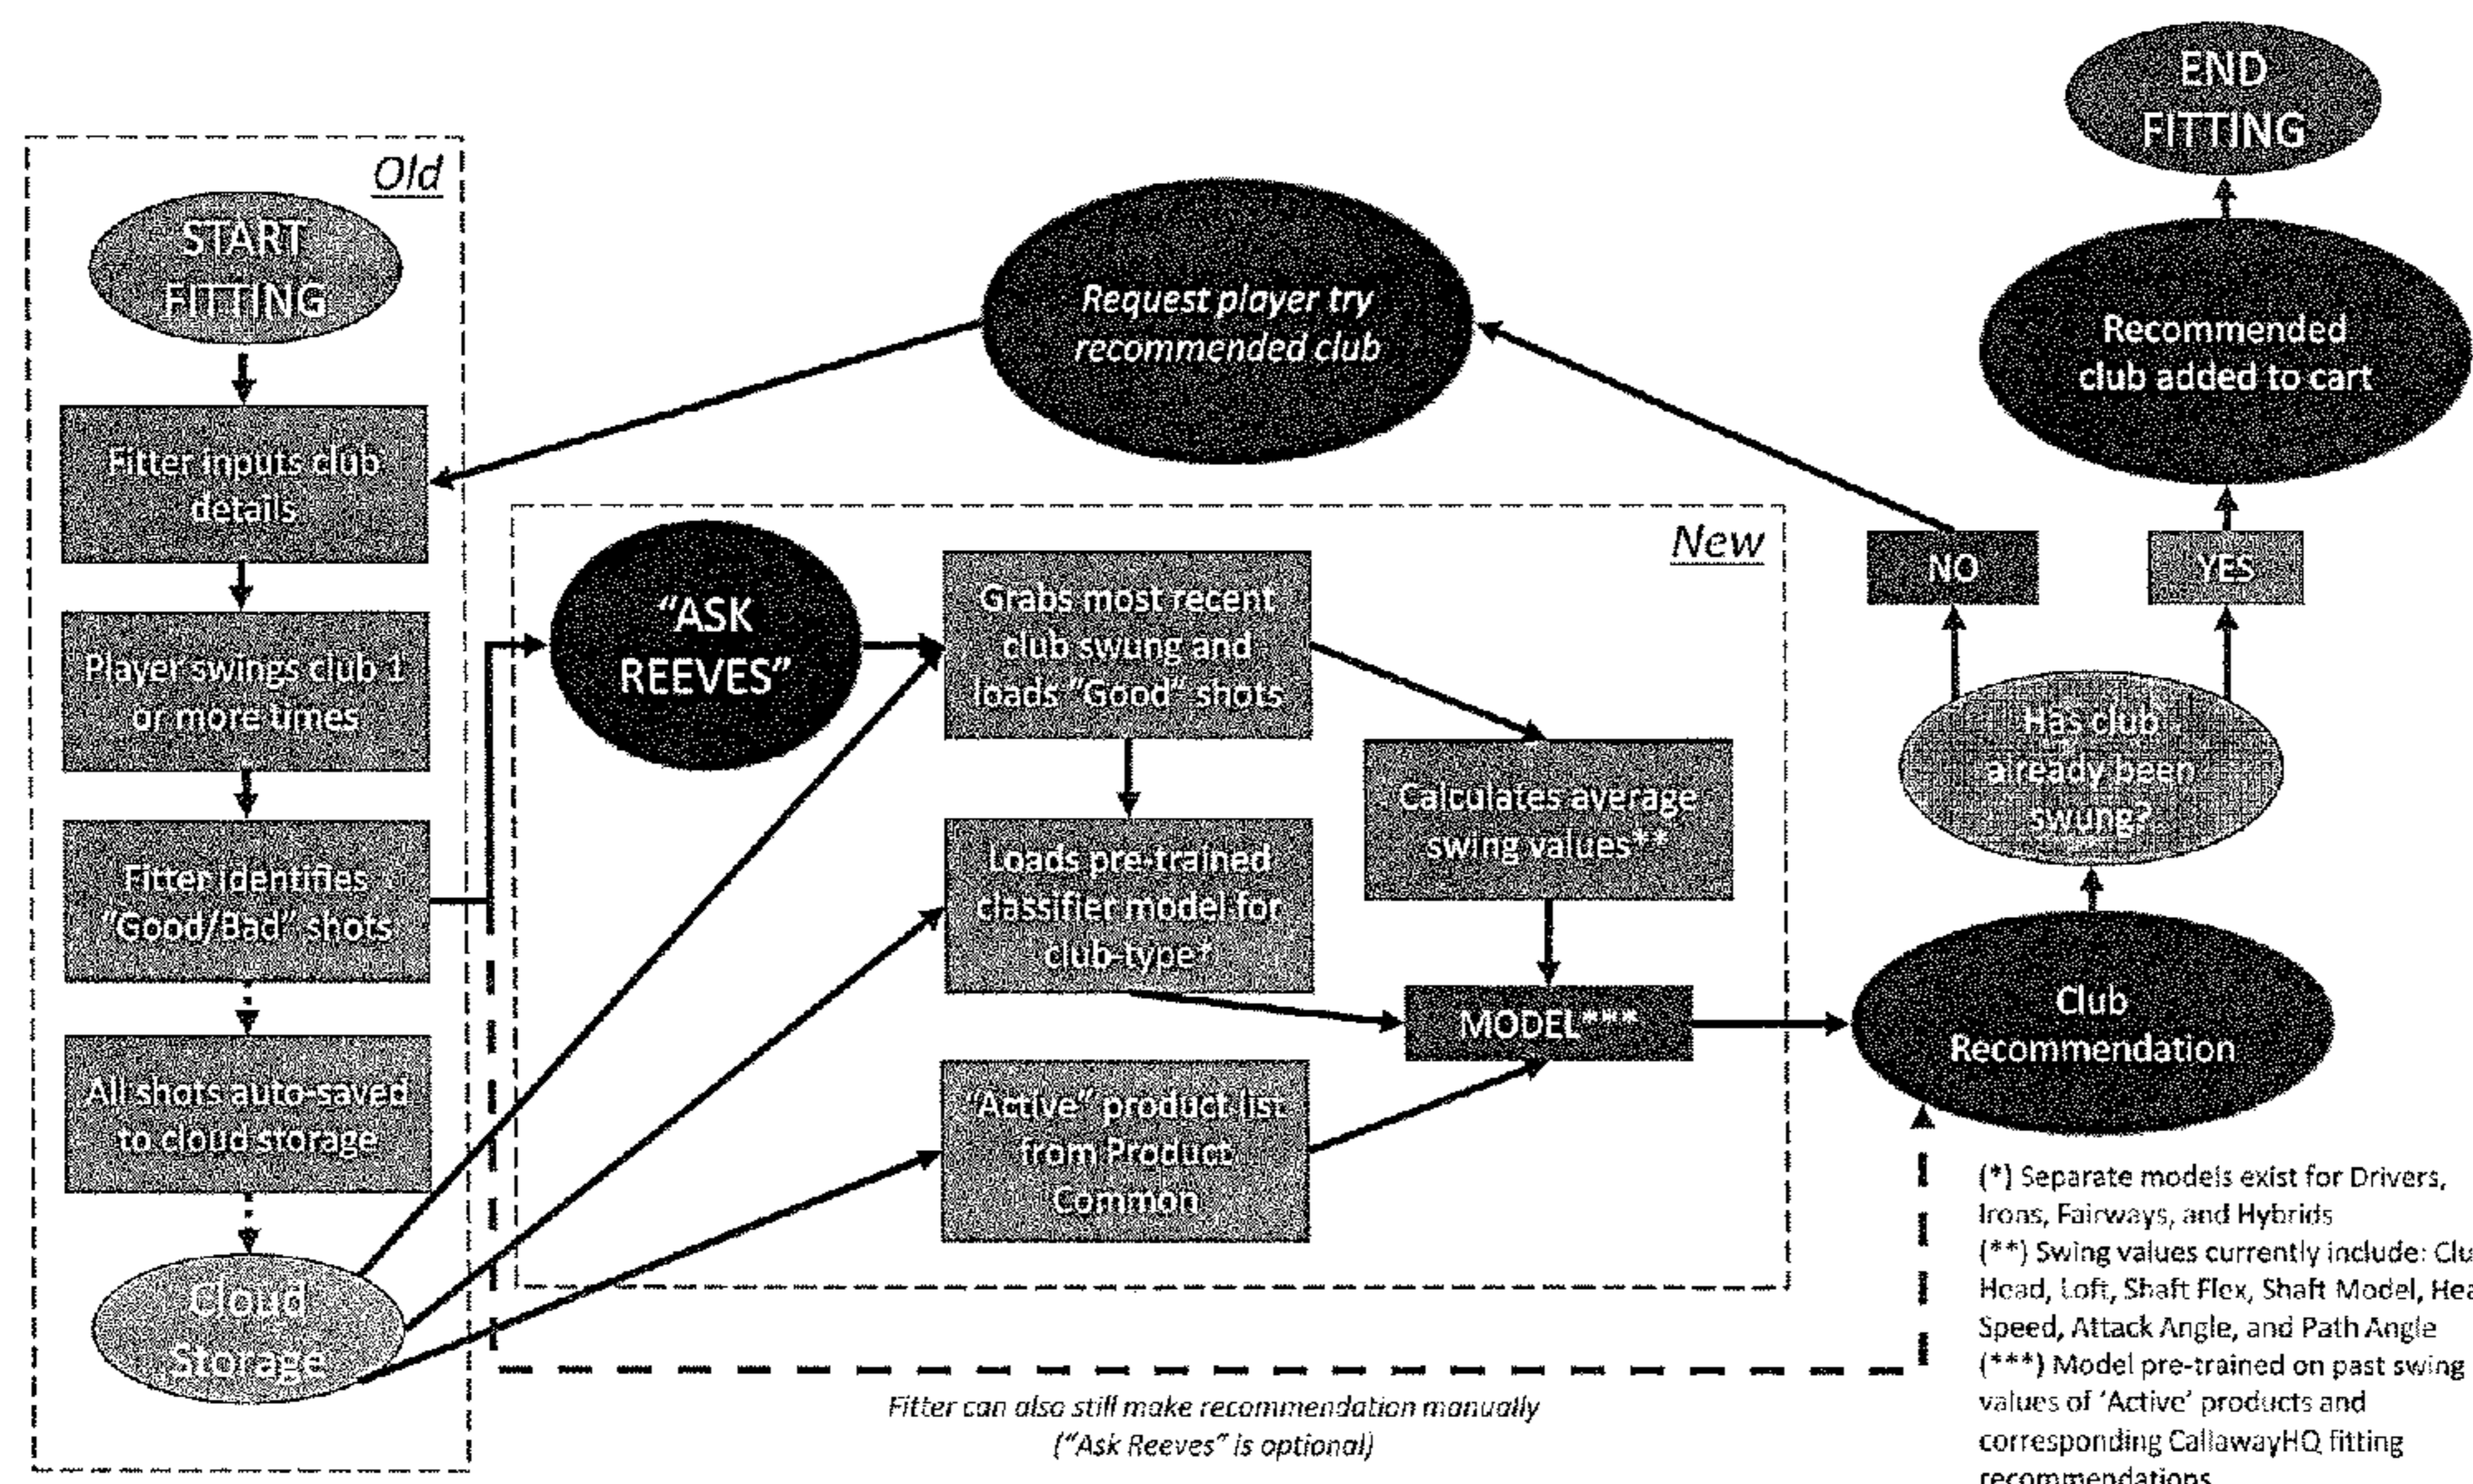 Old
START
FITTING
Fitter inputs club
details
Player swings club 1
or more times
Fitter identifies
"Good/Bad" shots
All shots auto-saved
to cloud storage
Cloud
Storage
Request player try
recommended club
New
"ASK
REEVES"
Grabs most recent
club swung and
loads "Good" shots
Loads pre-trained
classifier model for
club-type*
"Active" product list
from Product
Common
Calculates average
swing values**
MODEL***
Fitter can also still make recommendation manually
("Ask Reeves" is optional)
END
FITTING
Recommended
club added to cart
NO
YES
Has club
already been
swung?
Club
Recommendation
(*) Separate models exist for Drivers,
Irons, Fairways, and Hybrids
(**) Swing values currently include:
Head, Loft, Shaft Flex, Shaft Model,
Speed, Attack Angle, and Path Angle
(***) Model pre-trained on past swing
values of 'Active' products and
corresponding CallawayHQ fitting
recommendations